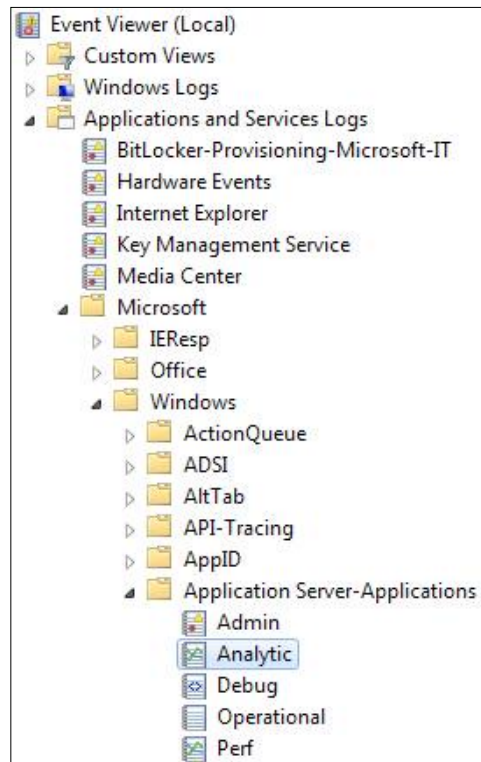 Event Viewer (Local)
Custom Views
Windows Logs
Applications and Services Logs
BitLocker-Provisioning-Microsoft-IT
Hardware Events
Internet Explorer
Key Management Service
Media Center
Microsoft
IEResp
Office
Windows
ActionQueue
ADSI
AltTab
API-Tracing
AppID
Application Server-Applications
Admin
Analytic
Debug
Operational
Perf